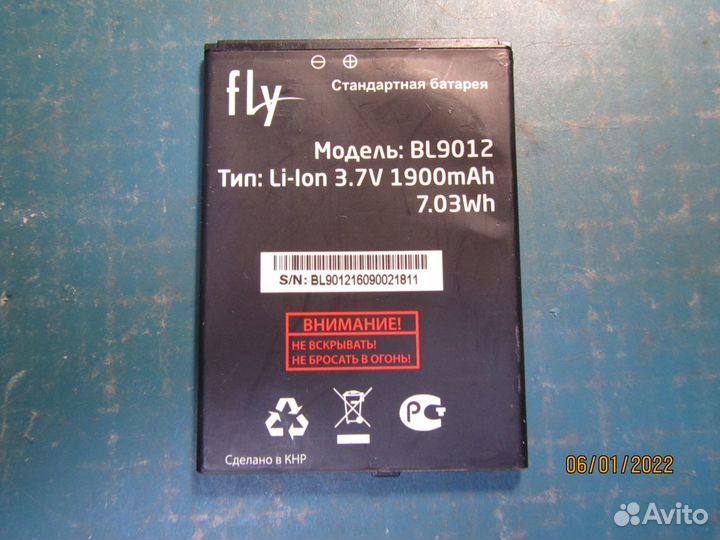 ⊖ ⊕
fly
Стандартная батарея
Модель: BL9012
Тип: Li-Ion 3.7V 1900mAh
7.03Wh
S/N: BL901216090021811
ВНИМАНИЕ!
НЕ ВСКРЫВАТЬ!
НЕ БРОСАТЬ В ОГОНЬ!
РСТ
Сделано в КНР
06/01/2022
Avito